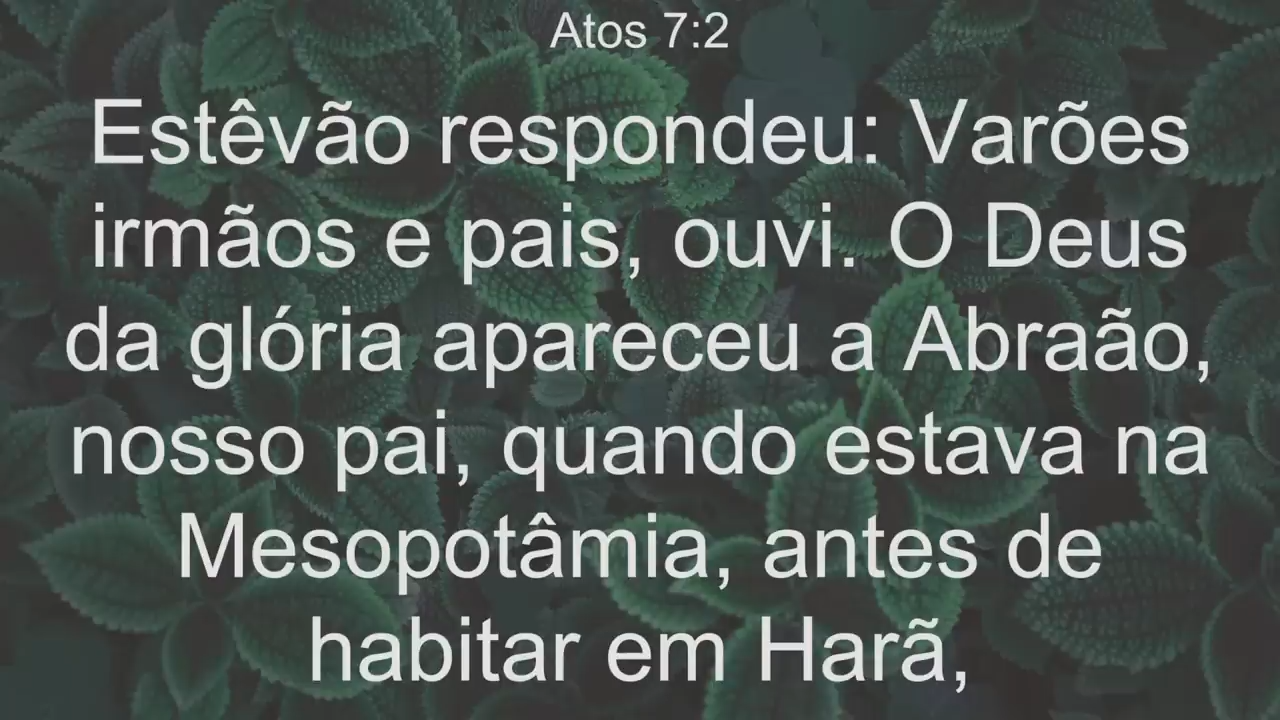 Atos 7:2
Estêvão respondeu: Varões
irmãos e pais, ouvi. O Deus
da glória apareceu a Abraão,
nosso pai, quando estava na
Mesopotâmia, antes de
habitar em Harã,